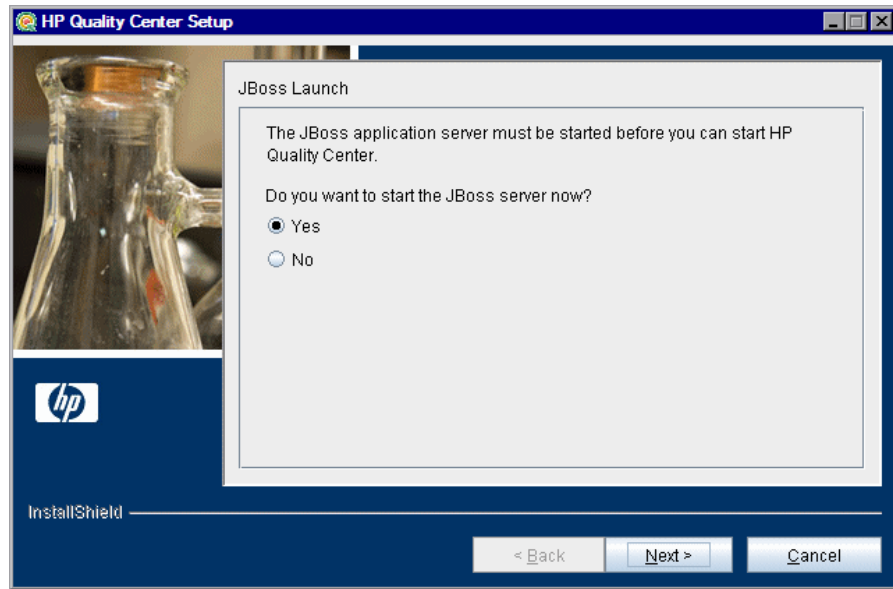 HP Quality Center Setup
JBoss Launch
The JBoss application server must be started before you can start HP
Quality Center.
Do you want to start the JBoss server now?
Yes
No
hp
InstallShield
< Back
Next >
Cancel